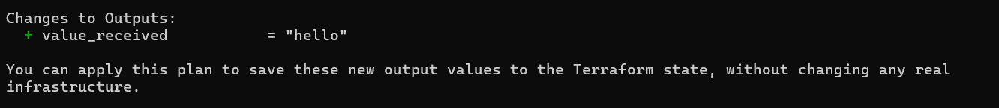 Changes to Outputs:
  + value_received           = "hello"
You can apply this plan to save these new output values to the Terraform state, without changing any real
infrastructure.